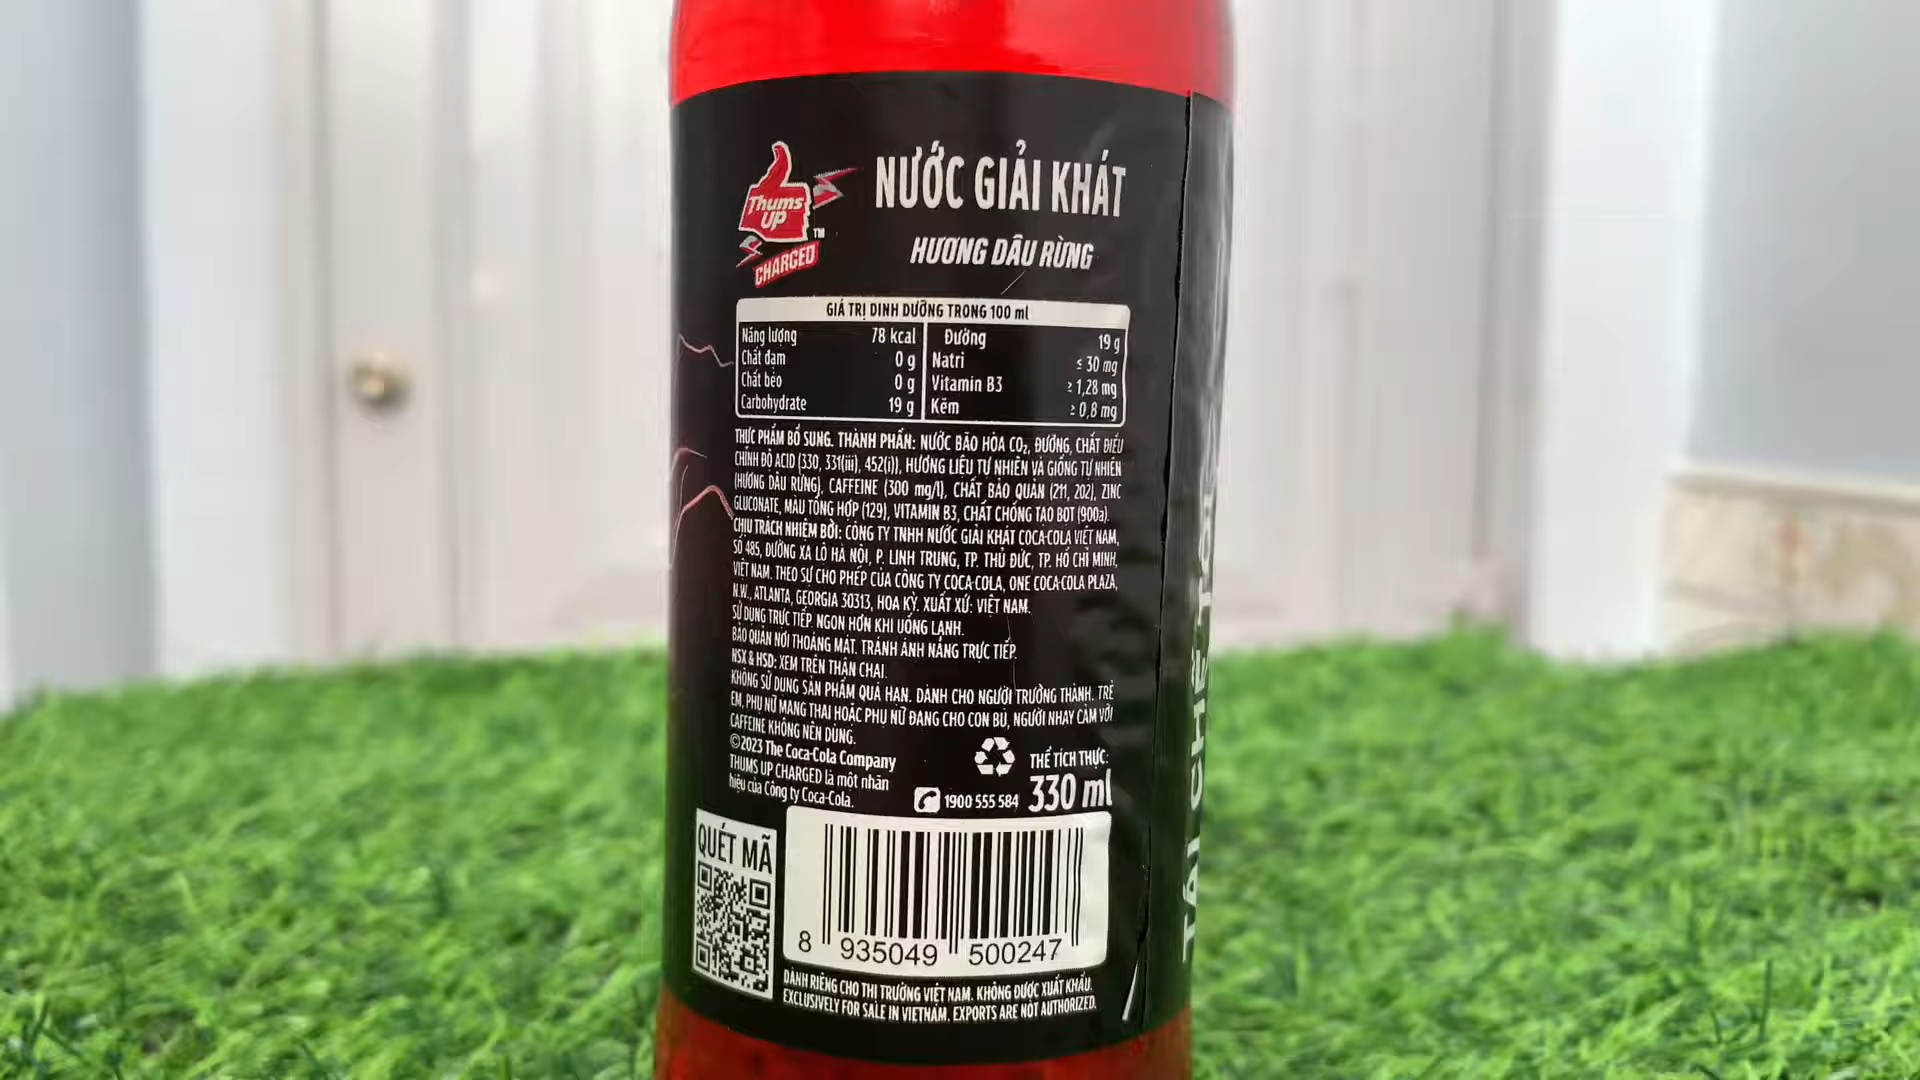 Thums
UP
™
CHARGED
NƯỚC GIẢI KHÁT
HƯƠNG DÂU RỪNG
GIÁ TRỊ DINH DƯỠNG TRONG 100 ml
Năng lượng 78 kcal
Chất đạm 0 g
Chất béo 0 g
Carbohydrate 19 g
Đường 19 g
Natri ≤ 30 mg
Vitamin B3 ≥ 1,28 mg
Kẽm ≥ 0,8 mg
THỰC PHẨM BỔ SUNG. THÀNH PHẦN: NƯỚC BÃO HÒA CO₂, ĐƯỜNG, CHẤT ĐIỀU
CHỈNH ĐỘ ACID (330, 331(iii), 452(i)), HƯƠNG LIỆU TỰ NHIÊN VÀ GIỐNG TỰ NHIÊN
(HƯƠNG DÂU RỪNG), CAFFEINE (300 mg/l), CHẤT BẢO QUẢN (211, 202), ZINC
GLUCONATE, MÀU TỔNG HỢP (129), VITAMIN B3, CHẤT CHỐNG TẠO BỌT (900a).
CHỊU TRÁCH NHIỆM BỞI: CÔNG TY TNHH NƯỚC GIẢI KHÁT COCA-COLA VIỆT NAM,
SỐ 485, ĐƯỜNG XA LỘ HÀ NỘI, P. LINH TRUNG, TP. THỦ ĐỨC, TP. HỒ CHÍ MINH,
VIỆT NAM. THEO SỰ CHO PHÉP CỦA CÔNG TY COCA-COLA, ONE COCA-COLA PLAZA,
N.W., ATLANTA, GEORGIA 30313, HOA KỲ. XUẤT XỨ: VIỆT NAM.
SỬ DỤNG TRỰC TIẾP. NGON HƠN KHI UỐNG LẠNH.
BẢO QUẢN NƠI THOÁNG MÁT. TRÁNH ÁNH NẮNG TRỰC TIẾP.
NSX & HSD: XEM TRÊN THÂN CHAI.
KHÔNG SỬ DỤNG SẢN PHẨM QUÁ HẠN. DÀNH CHO NGƯỜI TRƯỞNG THÀNH. TRẺ
EM, PHỤ NỮ MANG THAI HOẶC PHỤ NỮ ĐANG CHO CON BÚ, NGƯỜI NHẠY CẢM VỚI
CAFFEINE KHÔNG NÊN DÙNG.
©2023 The Coca-Cola Company
THUMS UP CHARGED là một nhãn
hiệu của Công ty Coca-Cola.
1900 555 584
THỂ TÍCH THỰC:
330 ml
QUÉT MÃ
8 935049 500247
DÀNH RIÊNG CHO THỊ TRƯỜNG VIỆT NAM. KHÔNG ĐƯỢC XUẤT KHẨU.
EXCLUSIVELY FOR SALE IN VIETNAM. EXPORTS ARE NOT AUTHORIZED.
TÁI CHẾ TÔI